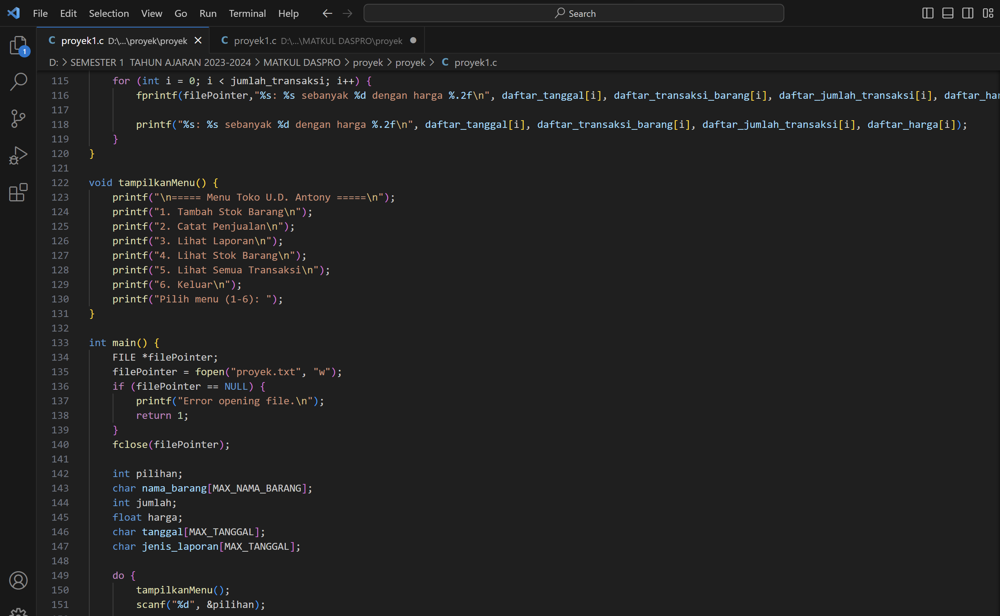 File Edit Selection View Go Run Terminal Help Search
1
C proyek1.c D:\...\proyek\proyek C proyek1.c D:\...\MATKUL DASPRO\proyek
D: > SEMESTER 1 TAHUN AJARAN 2023-2024 > MATKUL DASPRO > proyek > proyek > C proyek1.c
115 for (int i = 0; i < jumlah_transaksi; i++) {
116 fprintf(filePointer,"%s: %s sebanyak %d dengan harga %.2f\n", daftar_tanggal[i], daftar_transaksi_barang[i], daftar_jumlah_transaksi[i], daftar_har
117
118 printf("%s: %s sebanyak %d dengan harga %.2f\n", daftar_tanggal[i], daftar_transaksi_barang[i], daftar_jumlah_transaksi[i], daftar_harga[i]);
119 }
120 }
121
122 void tampilkanMenu() {
123 printf("\n===== Menu Toko U.D. Antony =====\n");
124 printf("1. Tambah Stok Barang\n");
125 printf("2. Catat Penjualan\n");
126 printf("3. Lihat Laporan\n");
127 printf("4. Lihat Stok Barang\n");
128 printf("5. Lihat Semua Transaksi\n");
129 printf("6. Keluar\n");
130 printf("Pilih menu (1-6): ");
131 }
132
133 int main() {
134 FILE *filePointer;
135 filePointer = fopen("proyek.txt", "w");
136 if (filePointer == NULL) {
137 printf("Error opening file.\n");
138 return 1;
139 }
140 fclose(filePointer);
141
142 int pilihan;
143 char nama_barang[MAX_NAMA_BARANG];
144 int jumlah;
145 float harga;
146 char tanggal[MAX_TANGGAL];
147 char jenis_laporan[MAX_TANGGAL];
148
149 do {
150 tampilkanMenu();
151 scanf("%d", &pilihan);